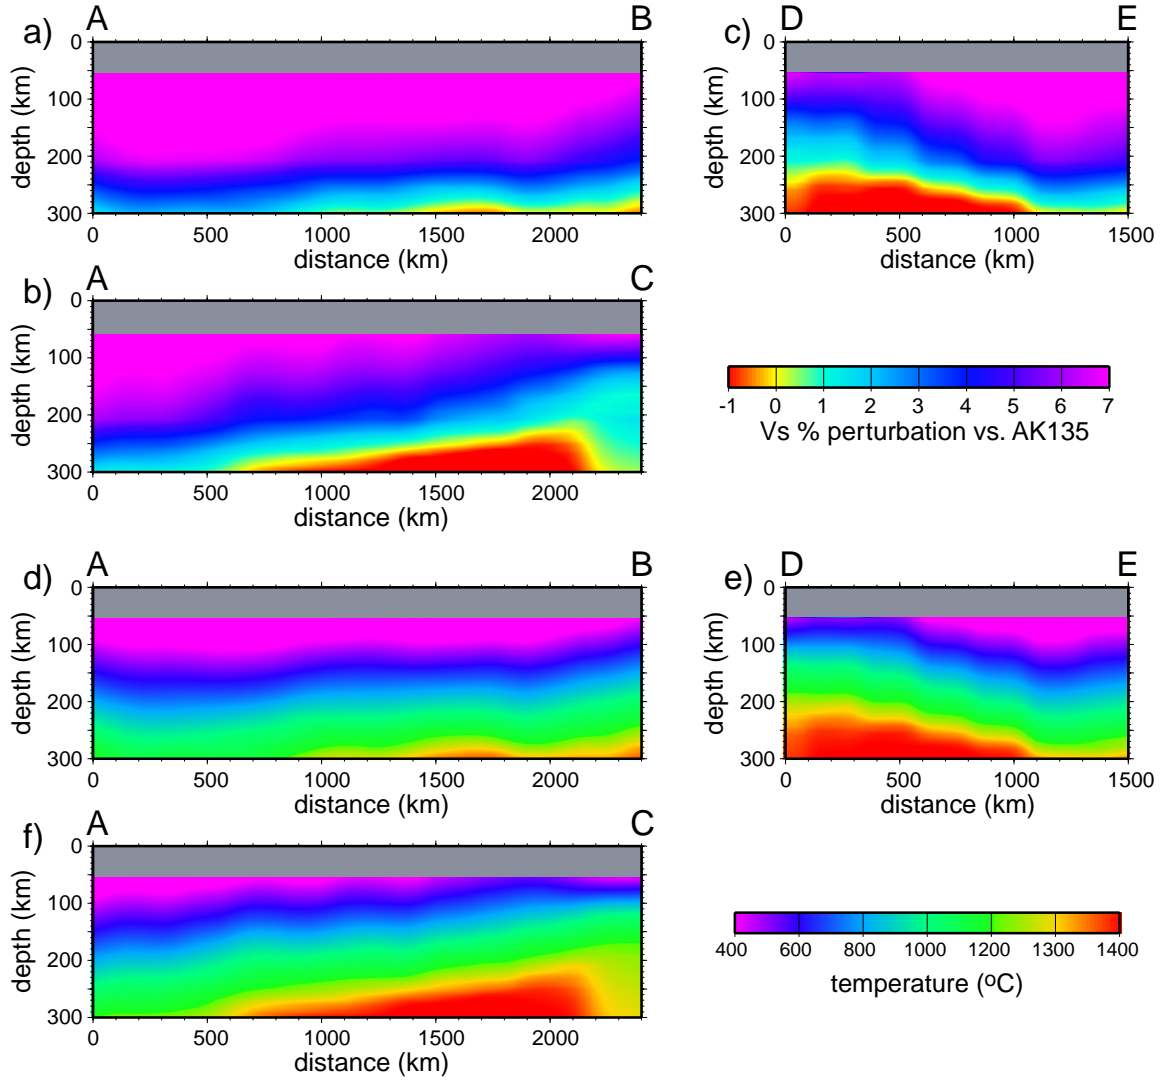 a) A B
0
100
200
300
depth (km)
0 500 1000 1500 2000
distance (km)
c) D E
0
100
200
300
depth (km)
0 500 1000 1500
distance (km)
b) A C
0
100
200
300
depth (km)
0 500 1000 1500 2000
distance (km)
-1 0 1 2 3 4 5 6 7
Vs % perturbation vs. AK135
d) A B
0
100
200
300
depth (km)
0 500 1000 1500 2000
distance (km)
e) D E
0
100
200
300
depth (km)
0 500 1000 1500
distance (km)
f) A C
0
100
200
300
depth (km)
0 500 1000 1500 2000
distance (km)
400 600 800 1000 1200 1300 1400
temperature (ºC)